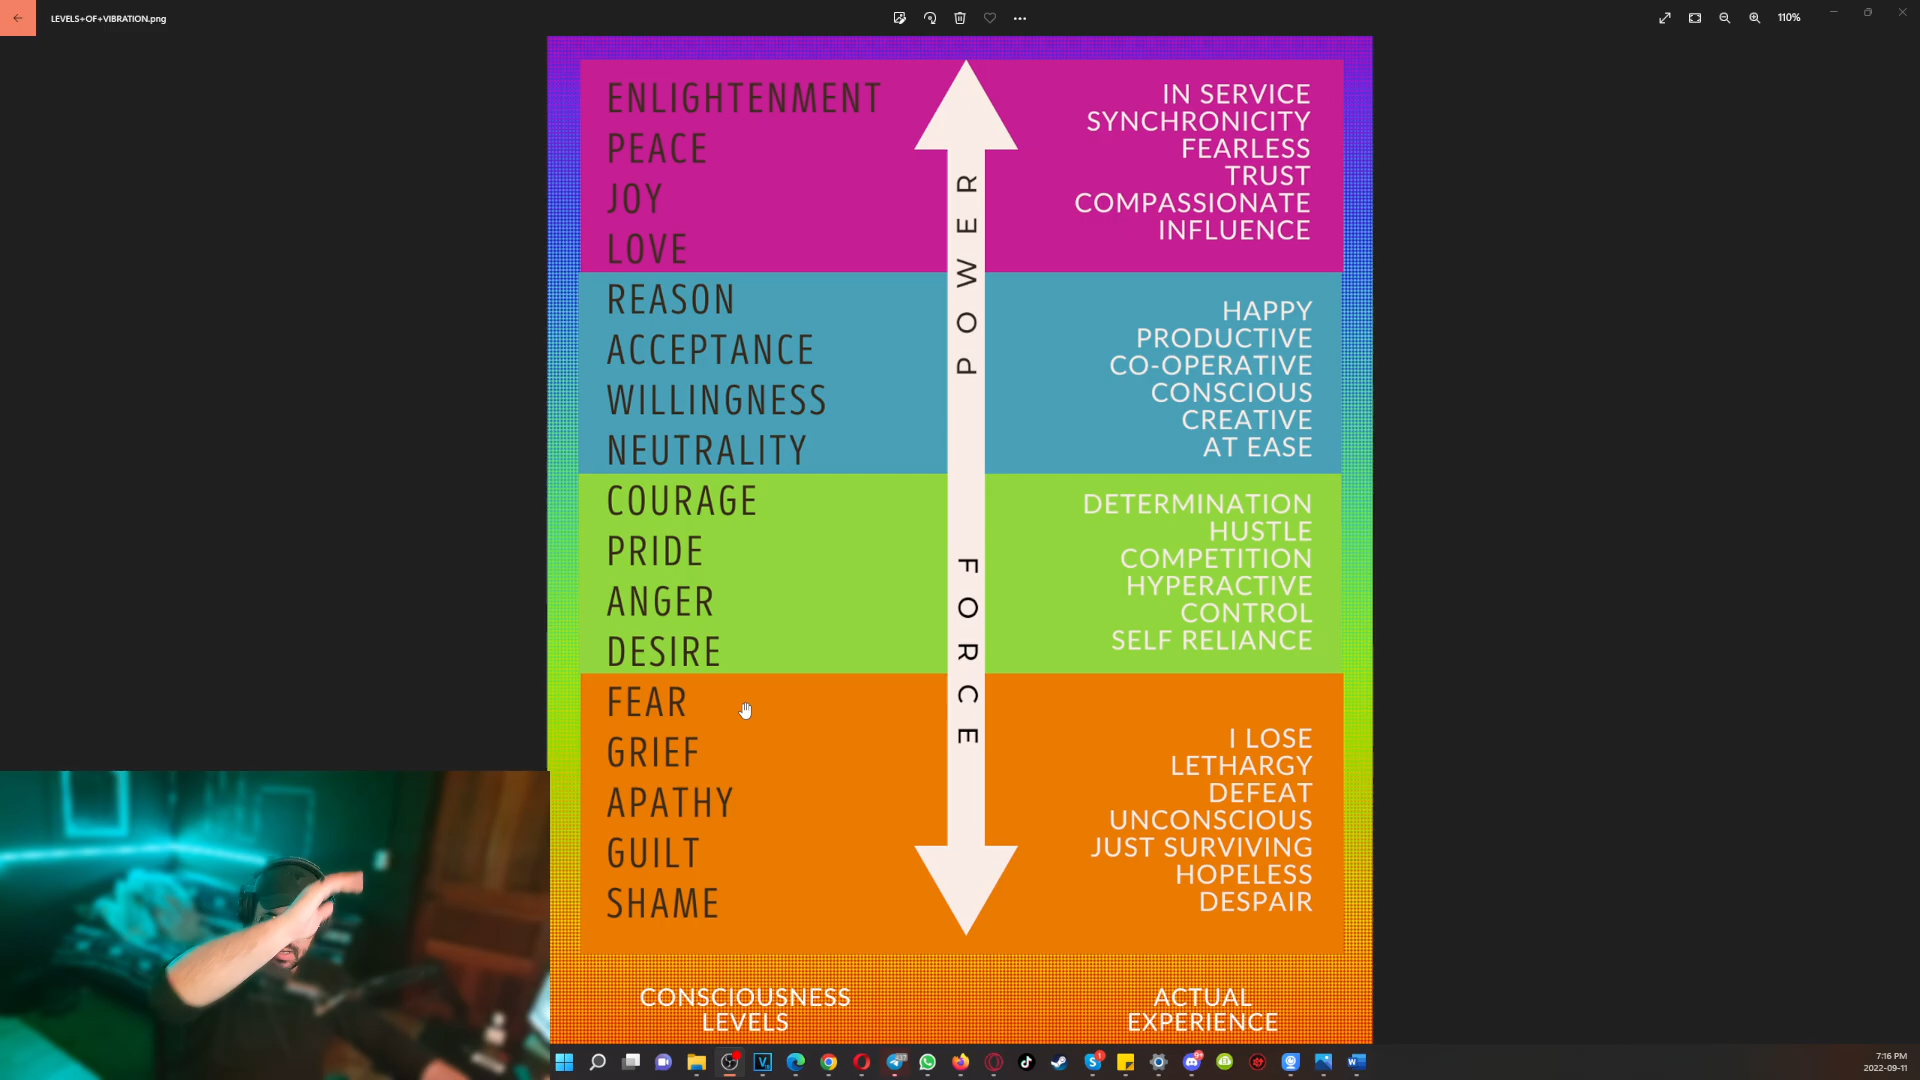 LEVELS+OF+VIBRATION.png
110%
ENLIGHTENMENT
PEACE
JOY
LOVE
REASON
ACCEPTANCE
WILLINGNESS
NEUTRALITY
COURAGE
PRIDE
ANGER
DESIRE
FEAR
GRIEF
APATHY
GUILT
SHAME
CONSCIOUSNESS
LEVELS
POWER
FORCE
IN SERVICE
SYNCHRONICITY
FEARLESS
TRUST
COMPASSIONATE
INFLUENCE
HAPPY
PRODUCTIVE
CO-OPERATIVE
CONSCIOUS
CREATIVE
AT EASE
DETERMINATION
HUSTLE
COMPETITION
HYPERACTIVE
CONTROL
SELF RELIANCE
I LOSE
LETHARGY
DEFEAT
UNCONSCIOUS
JUST SURVIVING
HOPELESS
DESPAIR
ACTUAL
EXPERIENCE
7:16 PM
2022-09-11